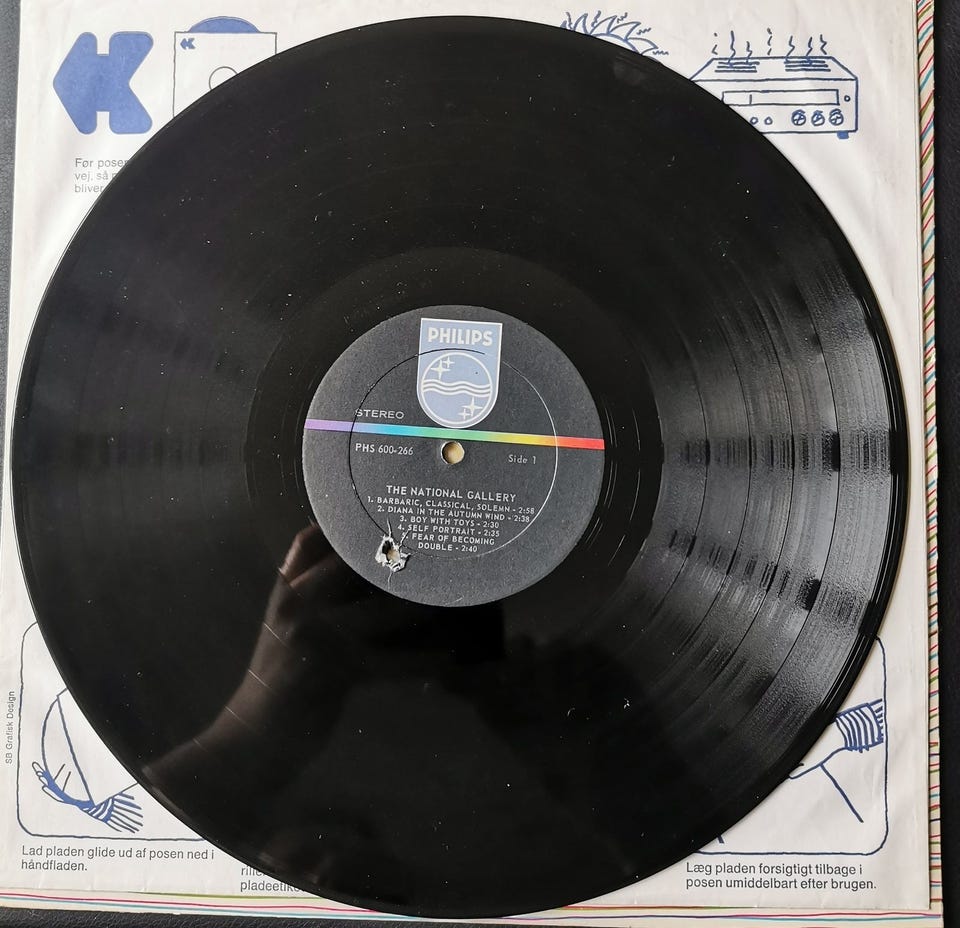 Før posen
vej, så
bliver
PHILIPS
STEREO
PHS 600-266
Side 1
THE NATIONAL GALLERY
1. BARBARIC, CLASSICAL, SOLEMN - 2:58
2. DIANA IN THE AUTUMN WIND - 2:38
3. BOY WITH TOYS - 2:30
4. SELF PORTRAIT - 2:35
5. FEAR OF BECOMING
DOUBLE - 2:40
SB Grafisk Design
Lad pladen glide ud af posen ned i
håndfladen.
Læg pladen forsigtigt tilbage i
posen umiddelbart efter brugen.